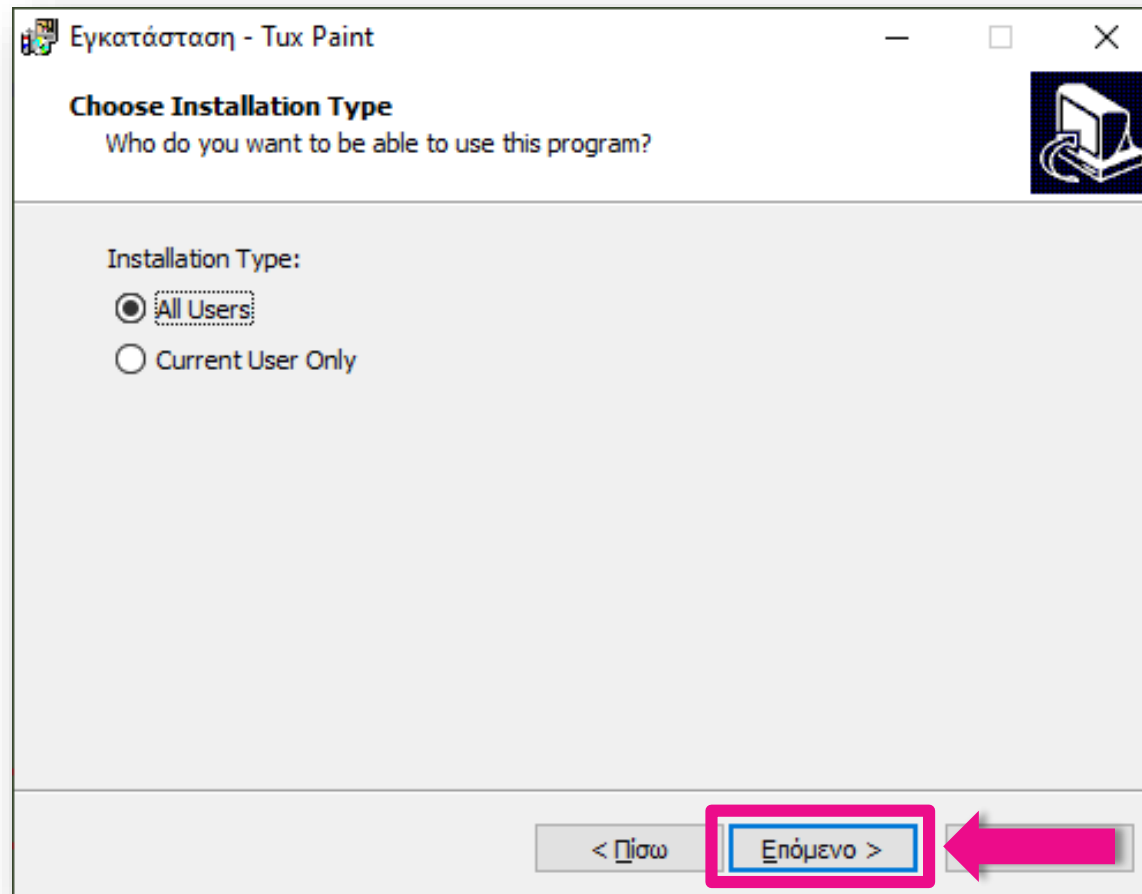 Εγκατάσταση - Tux Paint
Choose Installation Type
Who do you want to be able to use this program?
Installation Type:
All Users
Current User Only
< Πίσω
Επόμενο >